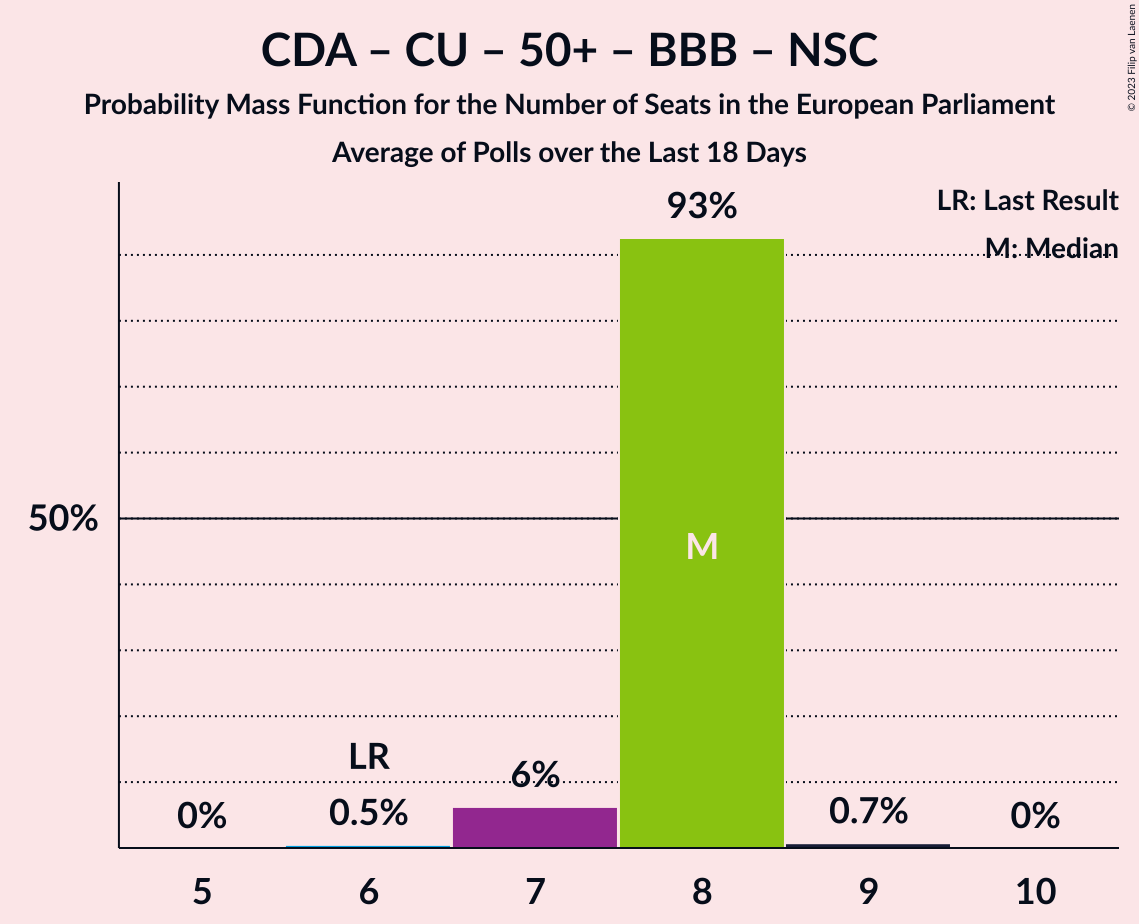 CDA – CU – 50+ – BBB – NSC
Probability Mass Function for the Number of Seats in the European Parliament
Average of Polls over the Last 18 Days
© 2023 Filip van Laenen
LR: Last Result
M: Median
93%
50%
M
LR
0%
0.5%
6%
0.7%
0%
5 6 7 8 9 10